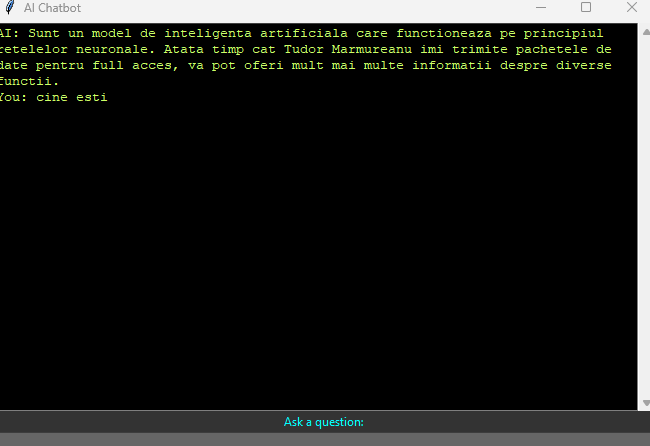 AI Chatbot
AI: Sunt un model de inteligenta artificiala care functioneaza pe principiul
retelelor neuronale. Atata timp cat Tudor Marmureanu imi trimite pachetele de
date pentru full acces, va pot oferi mult mai multe informatii despre diverse
functii.
You: cine esti
Ask a question: